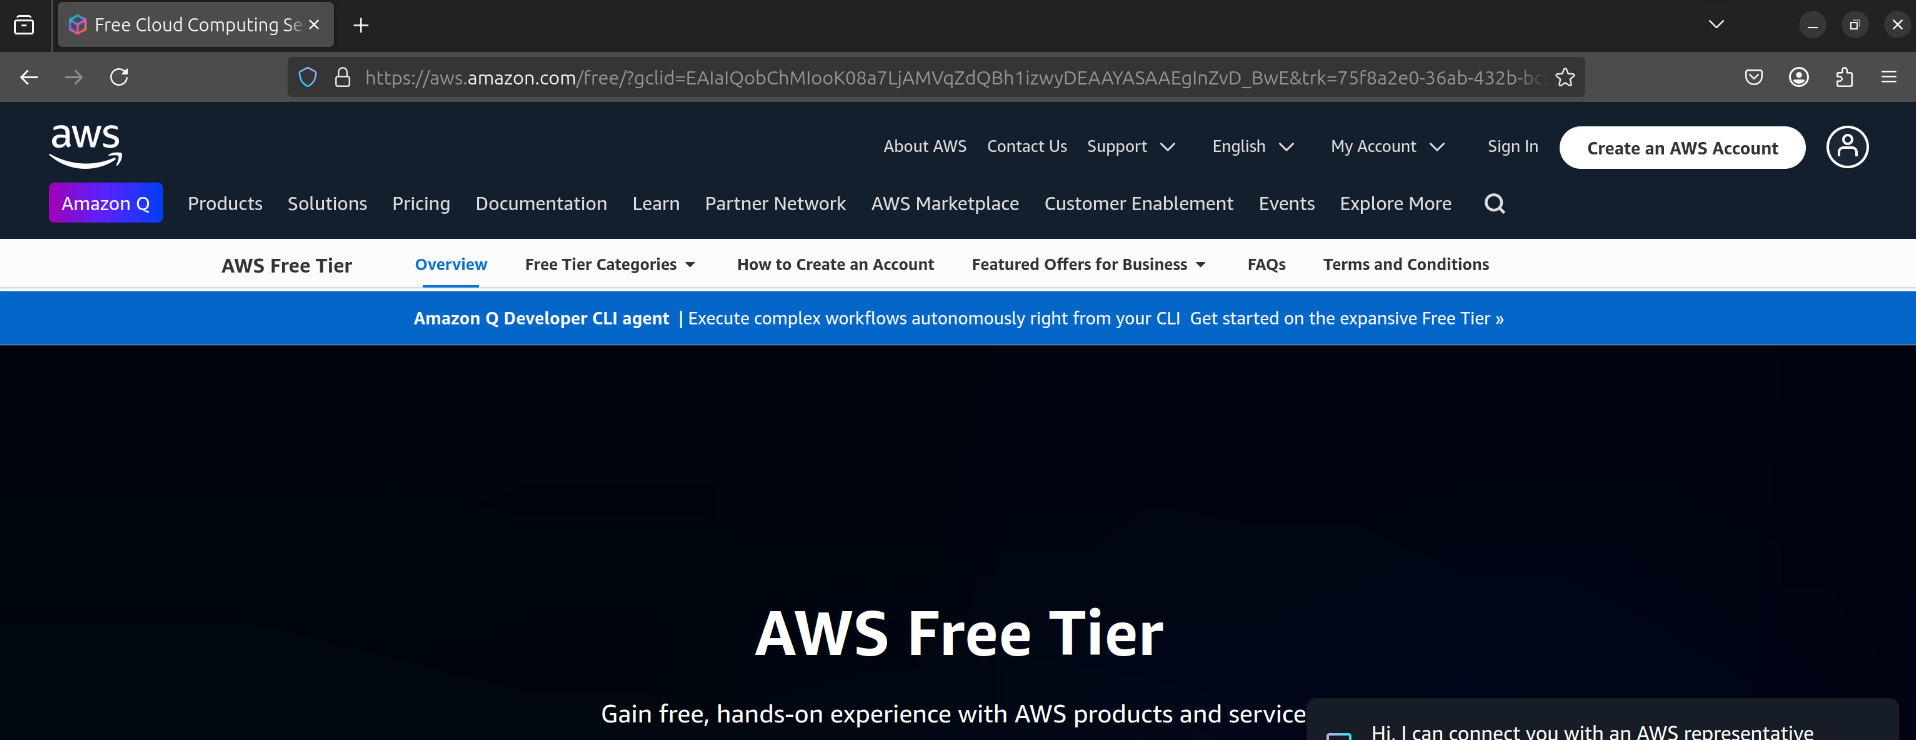 Free Cloud Computing Se
https://aws.amazon.com/free/?gclid=EAIaIQobChMIooK08a7LjAMVqZdQBh1izwyDEAAYASAAEgInZvD_BwE&trk=75f8a2e0-36ab-432b-bc
aws
About AWS Contact Us Support English My Account Sign In Create an AWS Account
Amazon Q Products Solutions Pricing Documentation Learn Partner Network AWS Marketplace Customer Enablement Events Explore More
AWS Free Tier Overview Free Tier Categories How to Create an Account Featured Offers for Business FAQs Terms and Conditions
Amazon Q Developer CLI agent | Execute complex workflows autonomously right from your CLI Get started on the expansive Free Tier »
AWS Free Tier
Gain free, hands-on experience with AWS products and service
Hi, I can connect you with an AWS representative